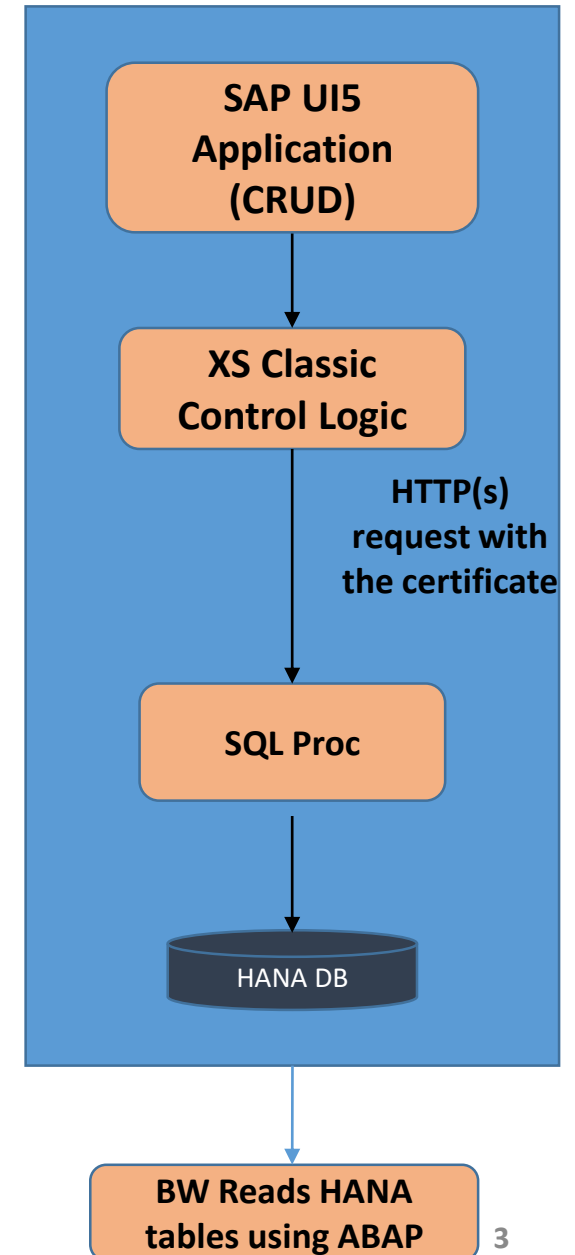 SAP UI5
Application
(CRUD)
XS Classic
Control Logic
HTTP(s)
request with
the certificate
SQL Proc
HANA DB
BW Reads HANA
tables using ABAP
3